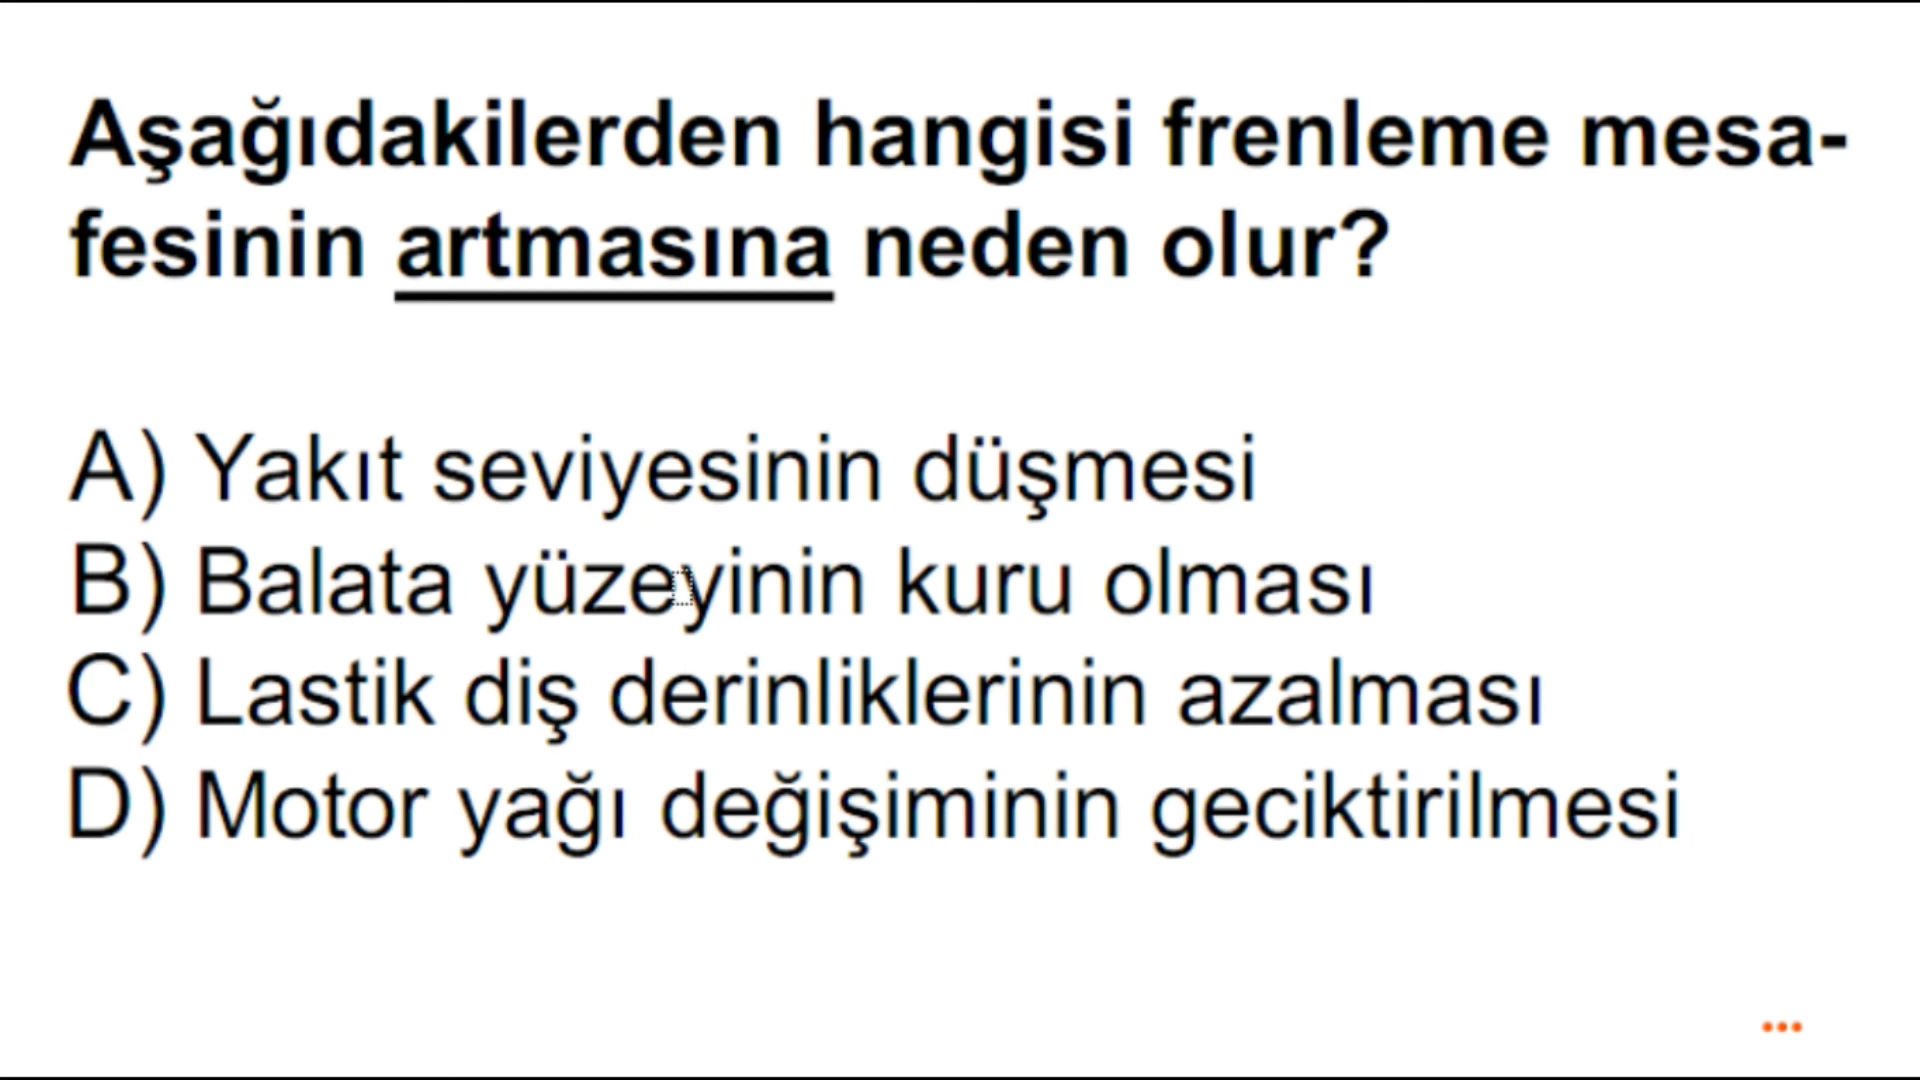 Aşağıdakilerden hangisi frenleme mesa-
fesinin artmasına neden olur?
A) Yakıt seviyesinin düşmesi
B) Balata yüzeyinin kuru olması
C) Lastik diş derinliklerinin azalması
D) Motor yağı değişiminin geciktirilmesi